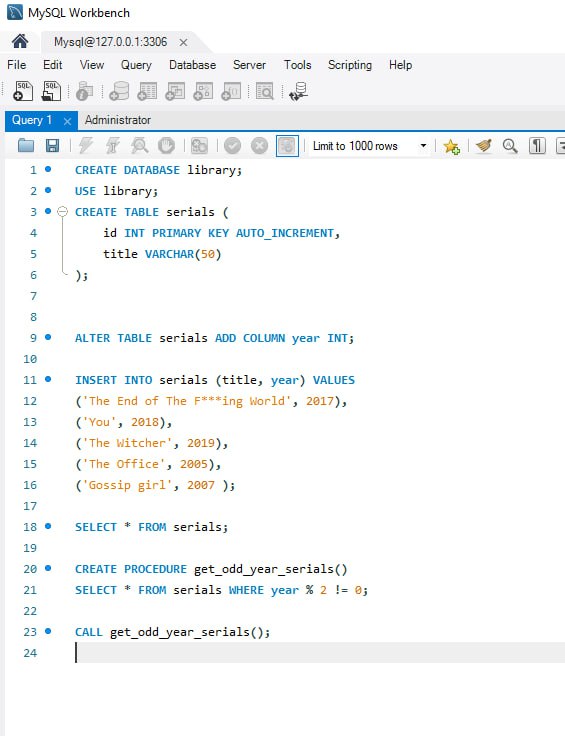 MySQL Workbench
Mysql@127.0.0.1:3306 ×
File Edit View Query Database Server Tools Scripting Help
SQL SQL
Query 1 × Administrator
Limit to 1000 rows
1 CREATE DATABASE library;
2 USE library;
3 CREATE TABLE serials (
4 id INT PRIMARY KEY AUTO_INCREMENT,
5 title VARCHAR(50)
6 );
7
8
9 ALTER TABLE serials ADD COLUMN year INT;
10
11 INSERT INTO serials (title, year) VALUES
12 ('The End of The F***ing World', 2017),
13 ('You', 2018),
14 ('The Witcher', 2019),
15 ('The Office', 2005),
16 ('Gossip girl', 2007 );
17
18 SELECT * FROM serials;
19
20 CREATE PROCEDURE get_odd_year_serials()
21 SELECT * FROM serials WHERE year % 2 != 0;
22
23 CALL get_odd_year_serials();
24